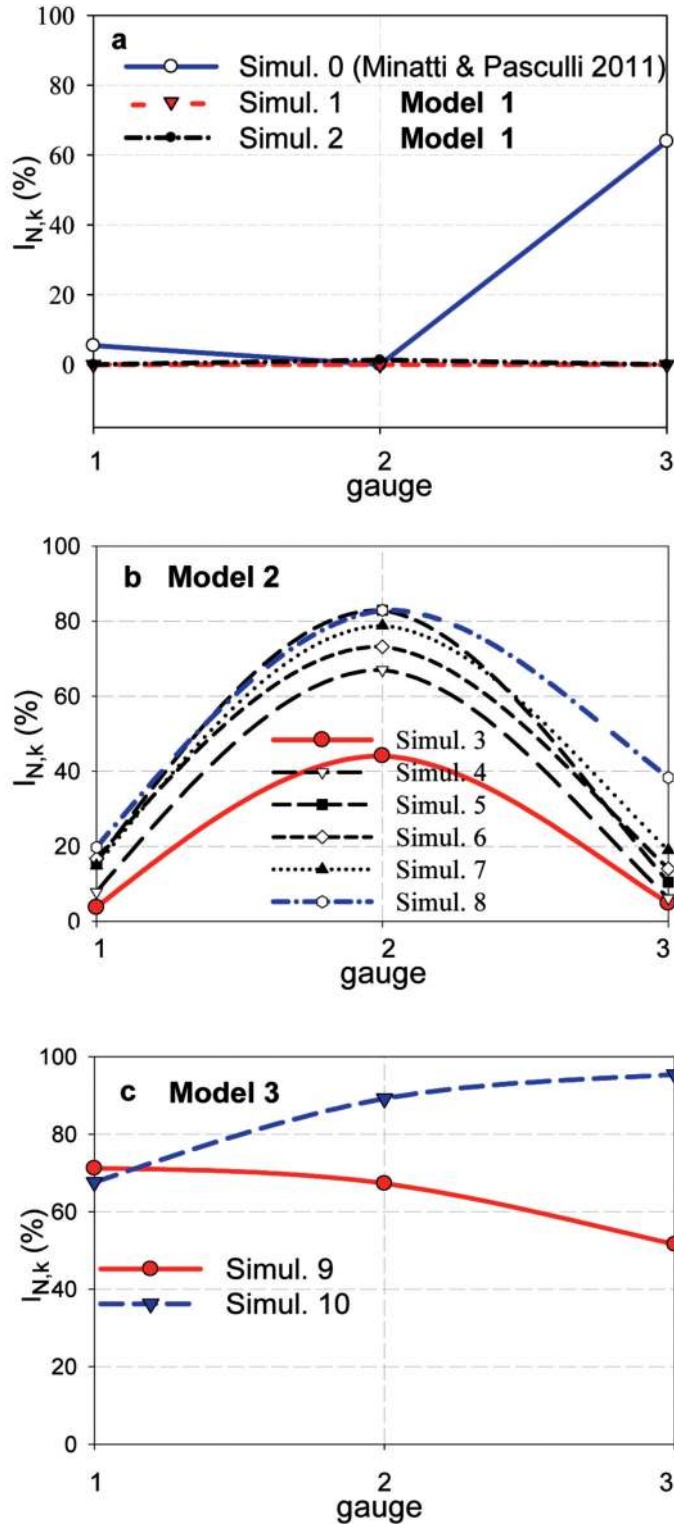 a
100
Simul. 0 (Minatti & Pasculli 2011)
Simul. 1 Model 1
Simul. 2 Model 1
80
60
40
20
0
I_N,k (%)
1 2 3
gauge
b Model 2
100
80
60
40
20
0
I_N,k (%)
Simul. 3
Simul. 4
Simul. 5
Simul. 6
Simul. 7
Simul. 8
1 2 3
gauge
c Model 3
100
80
60
40
20
0
I_N,k (%)
Simul. 9
Simul. 10
1 2 3
gauge